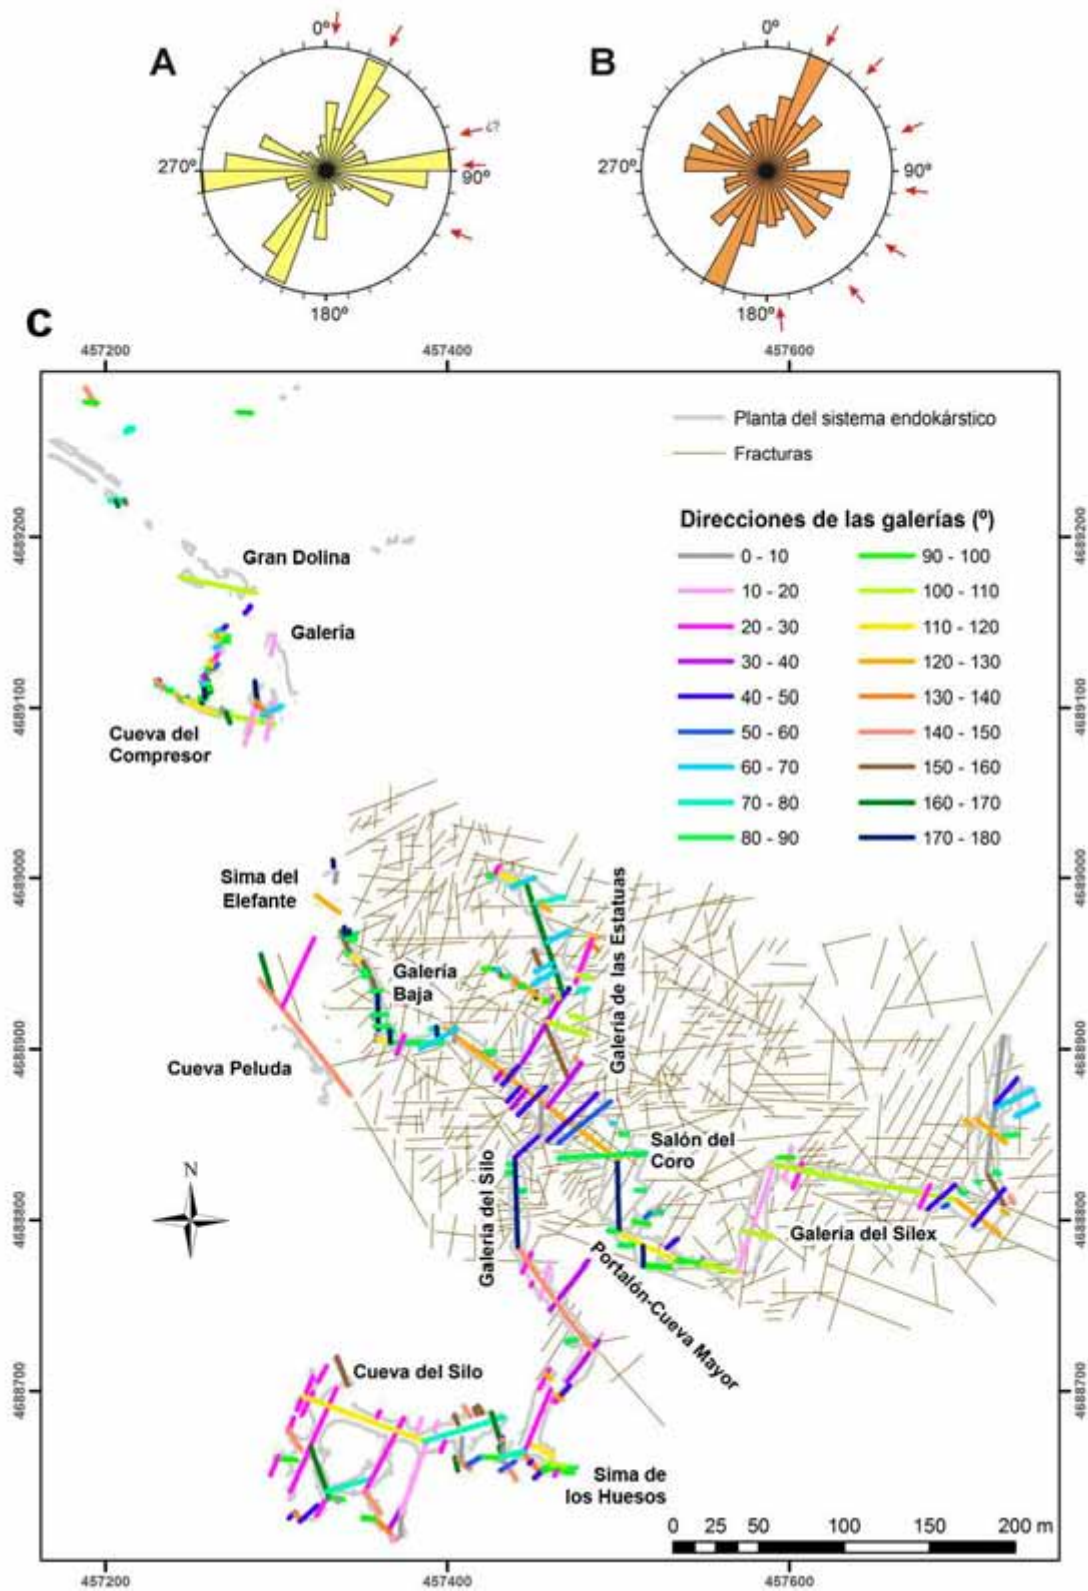 A
0º
¿?
90º
180º
270º
B
0º
90º
180º
270º
C
457200
457400
457600
4689200
4689100
4689000
4688900
4688800
4688700
4689200
4689100
4689000
4688900
4688800
4688700
Planta del sistema endokárstico
Fracturas
Direcciones de las galerías (º)
0 - 10
10 - 20
20 - 30
30 - 40
40 - 50
50 - 60
60 - 70
70 - 80
80 - 90
90 - 100
100 - 110
110 - 120
120 - 130
130 - 140
140 - 150
150 - 160
160 - 170
170 - 180
Gran Dolina
Galería
Cueva del
Compresor
Sima del
Elefante
Galería
Baja
Galería de las Estatuas
Cueva Peluda
Salón del
Coro
Galería del Silo
N
Galería del Sílex
Portalón-Cueva Mayor
Cueva del Silo
Sima de
los Huesos
0 25 50 100 150 200 m
457200
457400
457600